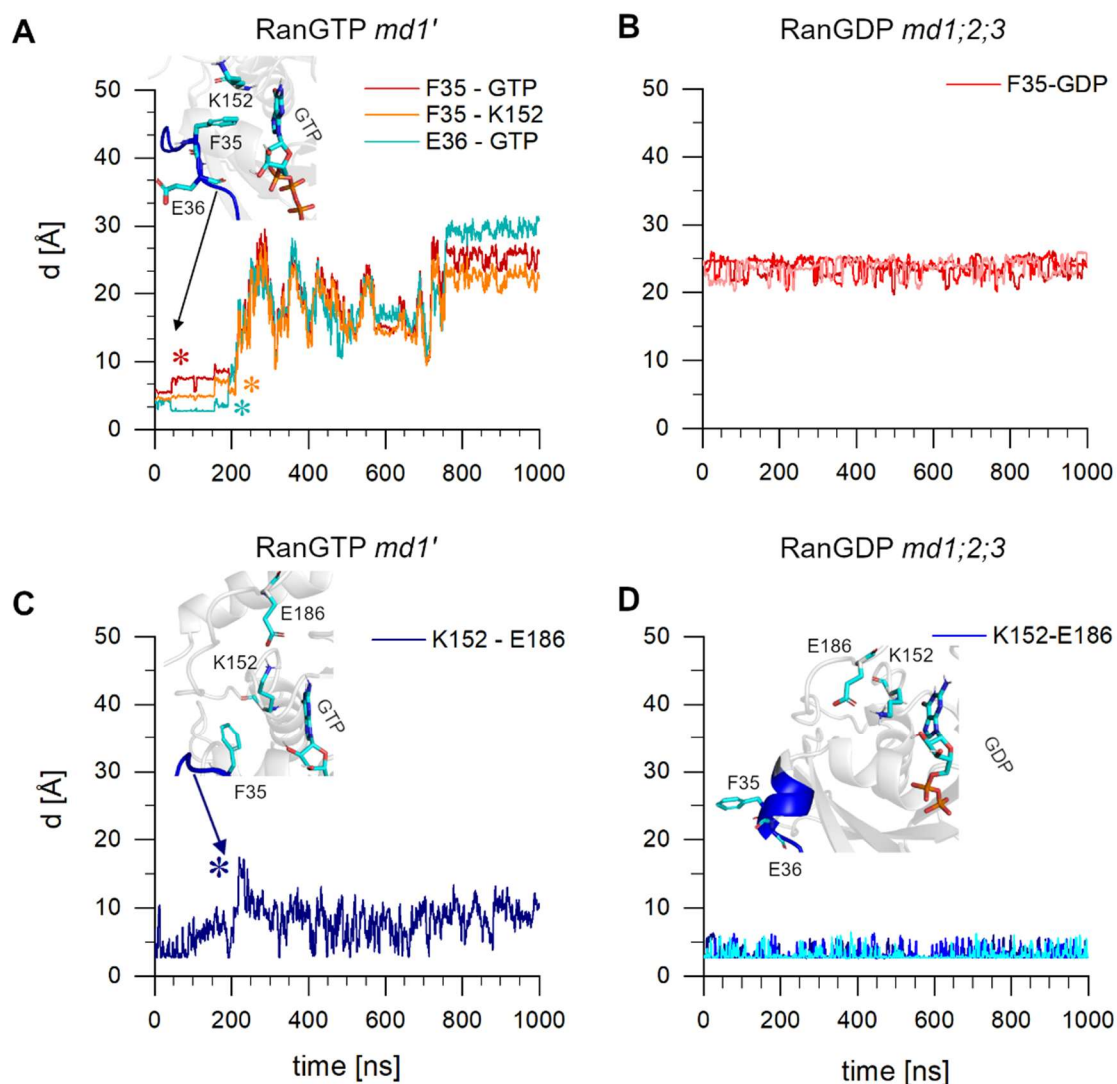 A
RanGTP md1'
F35 - GTP
F35 - K152
E36 - GTP
K152
GTP
F35
E36
*
*
*
d [Å]
50
40
30
20
10
0
0 200 400 600 800 1000
B
RanGDP md1;2;3
F35-GDP
50
40
30
20
10
0
0 200 400 600 800 1000
C
RanGTP md1'
K152 - E186
E186
K152
GTP
F35
*
d [Å]
50
40
30
20
10
0
0 200 400 600 800 1000
time [ns]
D
RanGDP md1;2;3
K152-E186
E186
K152
GDP
F35
E36
50
40
30
20
10
0
0 200 400 600 800 1000
time [ns]